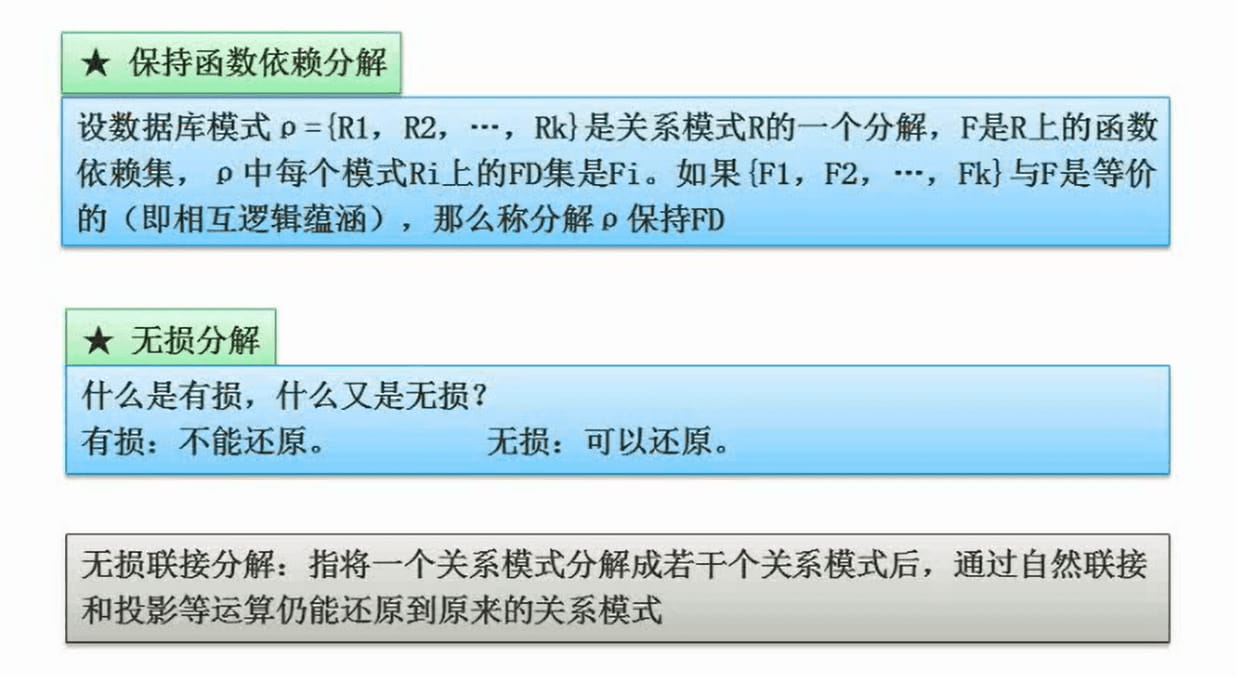 ★ 保持函数依赖分解
设数据库模式ρ={R1，R2，…，Rk}是关系模式R的一个分解，F是R上的函数
依赖集，ρ中每个模式Ri上的FD集是Fi。如果{F1，F2，…，Fk}与F是等价
的（即相互逻辑蕴涵），那么称分解ρ保持FD
★ 无损分解
什么是有损，什么又是无损？
有损：不能还原。 无损：可以还原。
无损联接分解：指将一个关系模式分解成若干个关系模式后，通过自然联接
和投影等运算仍能还原到原来的关系模式